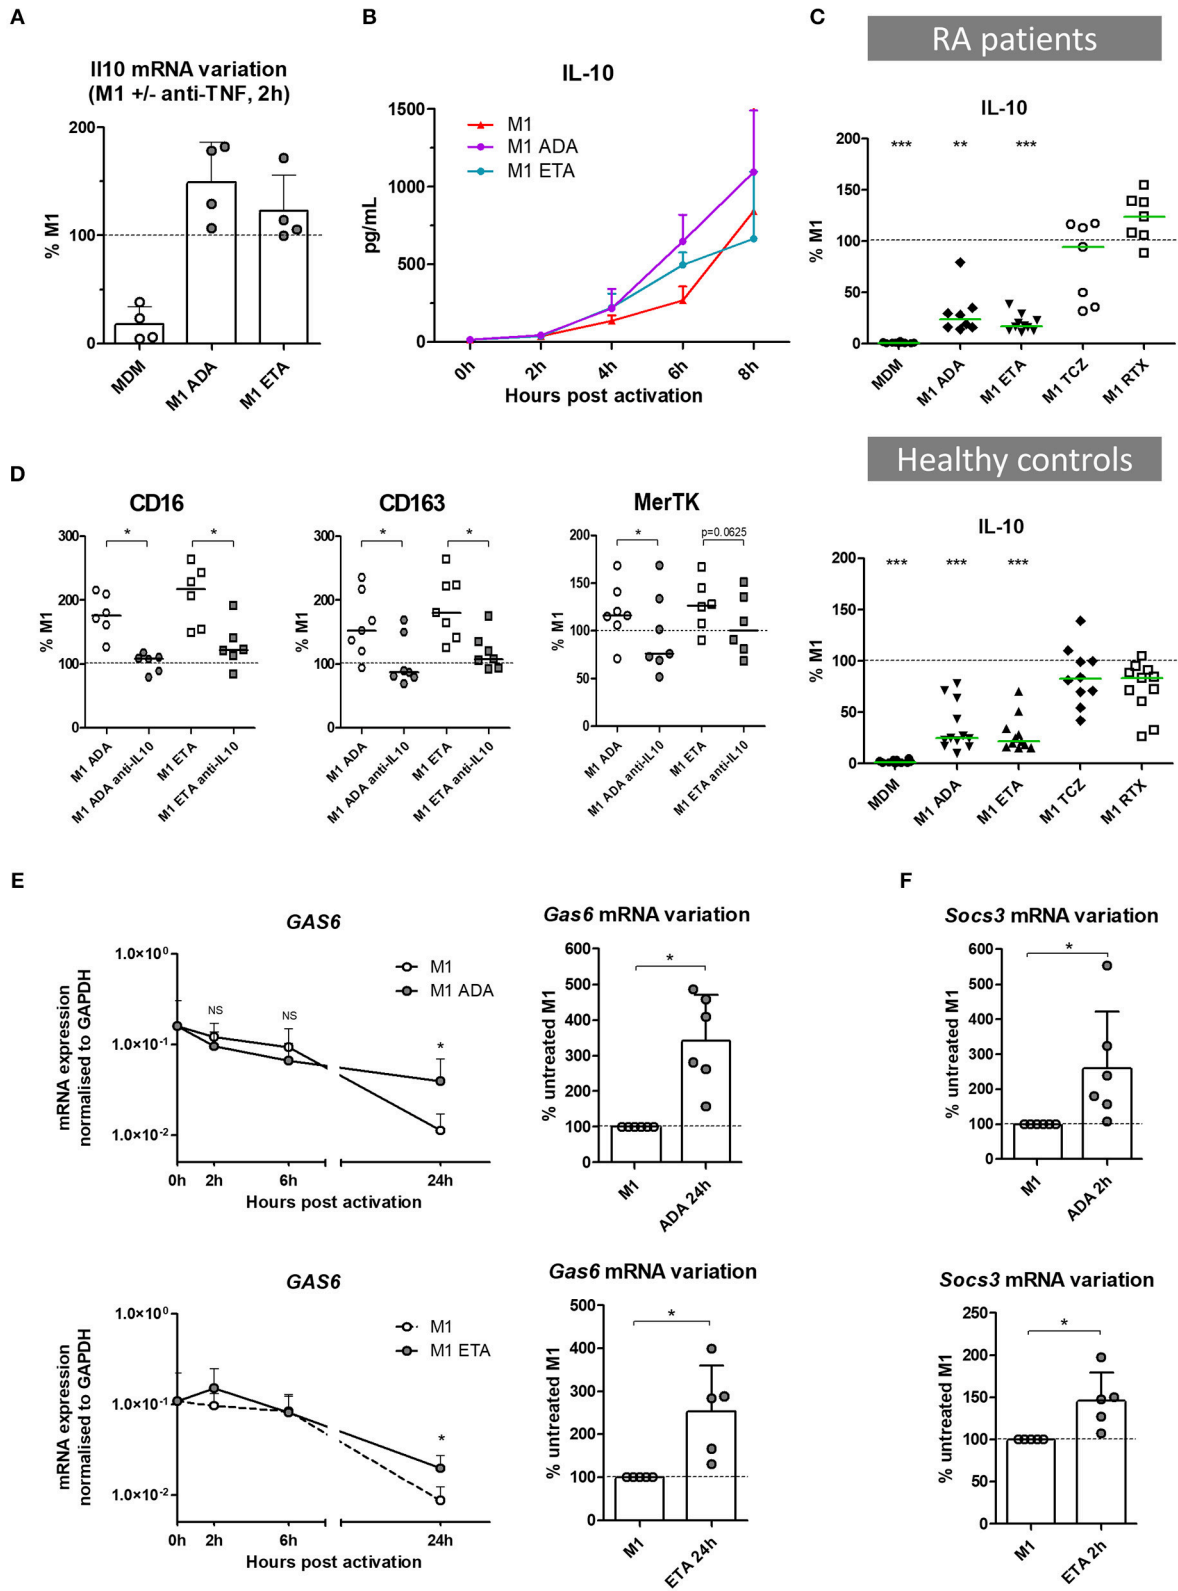 A
Il10 mRNA variation
(M1 +/- anti-TNF, 2h)
% M1
200
100
0
MDM
M1 ADA
M1 ETA
B
IL-10
pg/mL
1500
1000
500
0
M1
M1 ADA
M1 ETA
0h
2h
4h
6h
8h
Hours post activation
C
RA patients
IL-10
% M1
200
150
100
50
0
***
**
***
MDM
M1 ADA
M1 ETA
M1 TCZ
M1 RTX
Healthy controls
IL-10
% M1
200
150
100
50
0
***
***
***
MDM
M1 ADA
M1 ETA
M1 TCZ
M1 RTX
D
CD16
% M1
300
200
100
0
*
*
M1 ADA
M1 ADA anti-IL10
M1 ETA
M1 ETA anti-IL10
CD163
% M1
300
200
100
0
*
*
M1 ADA
M1 ADA anti-IL10
M1 ETA
M1 ETA anti-IL10
MerTK
% M1
200
150
100
50
0
*
p=0.0625
M1 ADA
M1 ADA anti-IL10
M1 ETA
M1 ETA anti-IL10
E
GAS6
mRNA expression
normalised to GAPDH
1.0×10⁰
1.0×10⁻¹
1.0×10⁻²
M1
M1 ADA
NS
NS
*
0h
2h
6h
24h
Hours post activation
Gas6 mRNA variation
% untreated M1
600
500
400
300
200
100
0
*
M1
ADA 24h
F
Socs3 mRNA variation
% untreated M1
600
500
400
300
200
100
0
*
M1
ADA 2h
GAS6
mRNA expression
normalised to GAPDH
1.0×10⁰
1.0×10⁻¹
1.0×10⁻²
M1
M1 ETA
*
0h
2h
6h
24h
Hours post activation
Gas6 mRNA variation
% untreated M1
500
400
300
200
100
0
*
M1
ETA 24h
Socs3 mRNA variation
% untreated M1
250
200
150
100
50
0
*
M1
ETA 2h